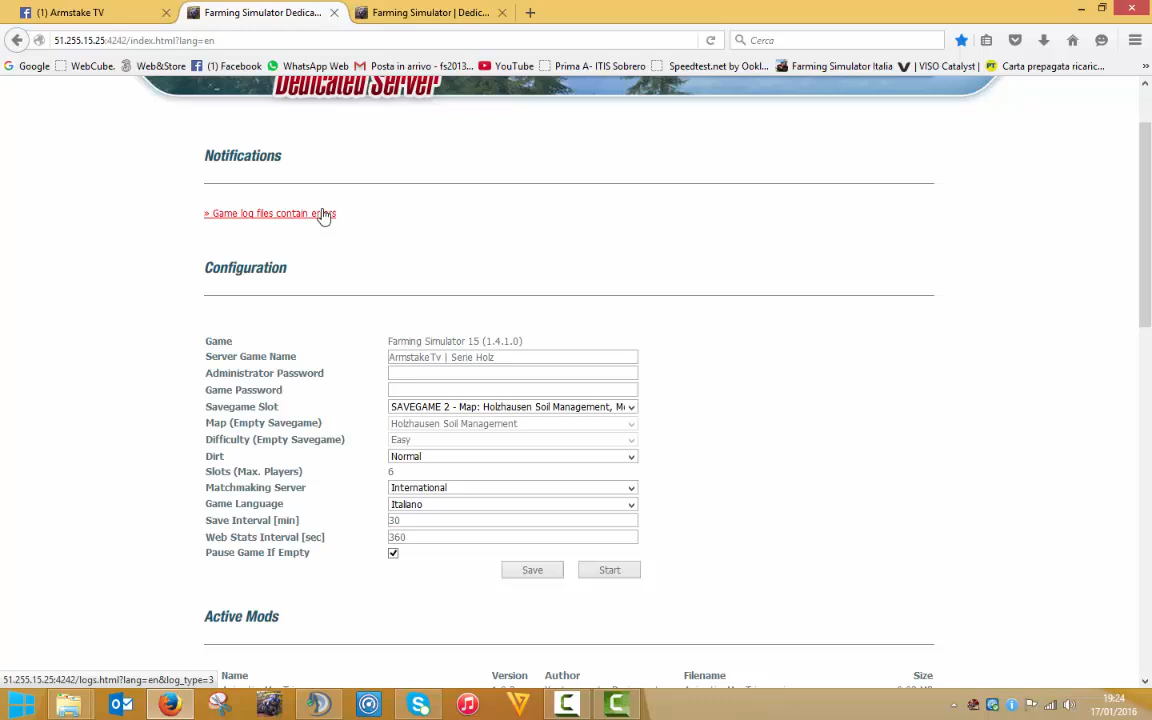 (1) Armstake TV
Farming Simulator Dedica...
Farming Simulator | Dedic...
51.255.15.25:4242/index.html?lang=en
Cerca
Google
WebCube.
Web&Store
(1) Facebook
WhatsApp Web
Posta in arrivo - fs2013...
YouTube
Prima A- ITIS Sobrero
Speedtest.net by Ookl...
Farming Simulator Italia
| VISO Catalyst |
Carta prepagata ricaric...
Dedicated Server
Notifications
» Game log files contain errors
Configuration
Game Farming Simulator 15 (1.4.1.0)
Server Game Name ArmstakeTv | Serie Holz
Administrator Password
Game Password
Savegame Slot SAVEGAME 2 - Map: Holzhausen Soil Management, M
Map (Empty Savegame) Holzhausen Soil Management
Difficulty (Empty Savegame) Easy
Dirt Normal
Slots (Max. Players) 6
Matchmaking Server International
Game Language Italiano
Save Interval [min] 30
Web Stats Interval [sec] 360
Pause Game If Empty
Save Start
Active Mods
Name Version Author Filename
51.255.15.25:4242/logs.html?lang=en&log_type=3
19:24
17/01/2016